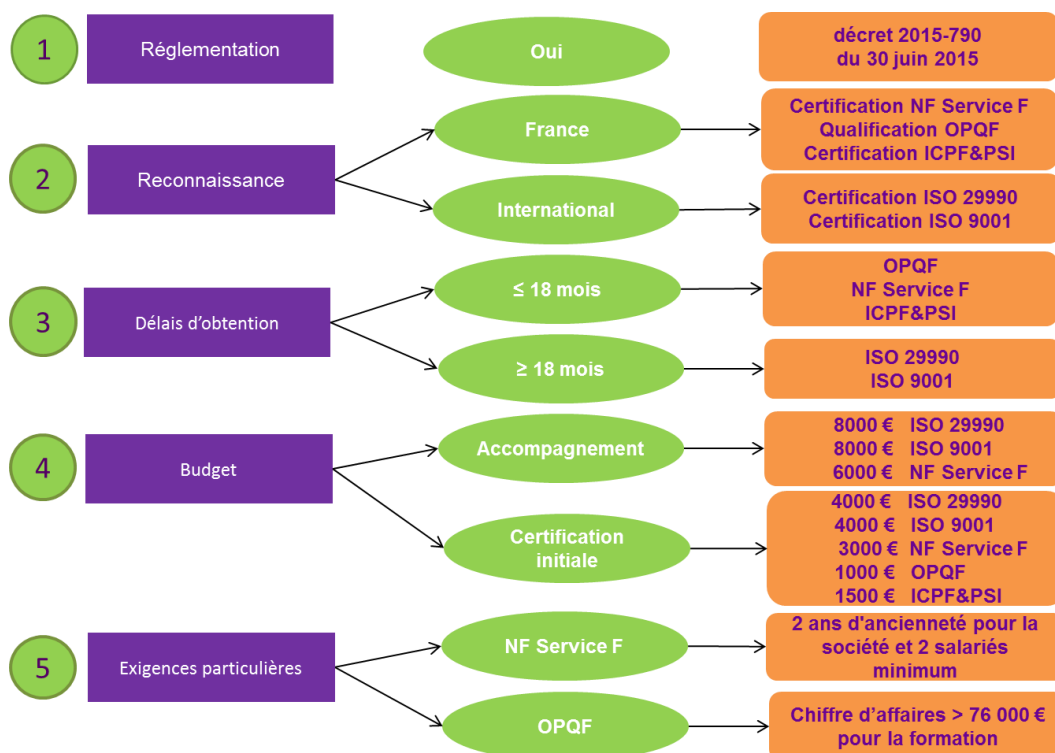 1
Réglementation
Oui
décret 2015-790
du 30 juin 2015
2
Reconnaissance
France
Certification NF Service F
Qualification OPQF
Certification ICPF&PSI
International
Certification ISO 29990
Certification ISO 9001
3
Délais d'obtention
≤ 18 mois
OPQF
NF Service F
ICPF&PSI
≥ 18 mois
ISO 29990
ISO 9001
4
Budget
Accompagnement
8000 € ISO 29990
8000 € ISO 9001
6000 € NF Service F
Certification
initiale
4000 € ISO 29990
4000 € ISO 9001
3000 € NF Service F
1000 € OPQF
1500 € ICPF&PSI
5
Exigences particulières
NF Service F
2 ans d'ancienneté pour la
société et 2 salariés
minimum
OPQF
Chiffre d'affaires > 76 000 €
pour la formation